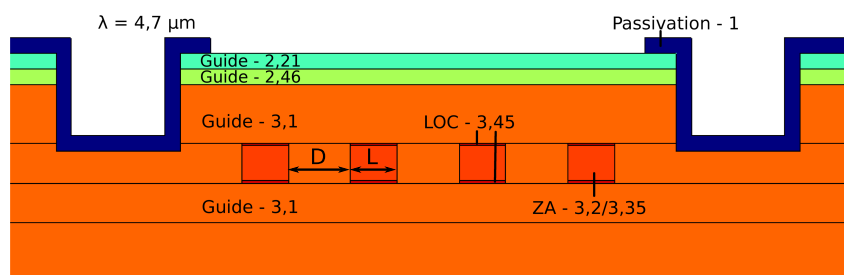 λ = 4,7 μm
Passivation - 1
Guide - 2,21
Guide - 2,46
Guide - 3,1
LOC - 3,45
D
L
Guide - 3,1
ZA - 3,2/3,35